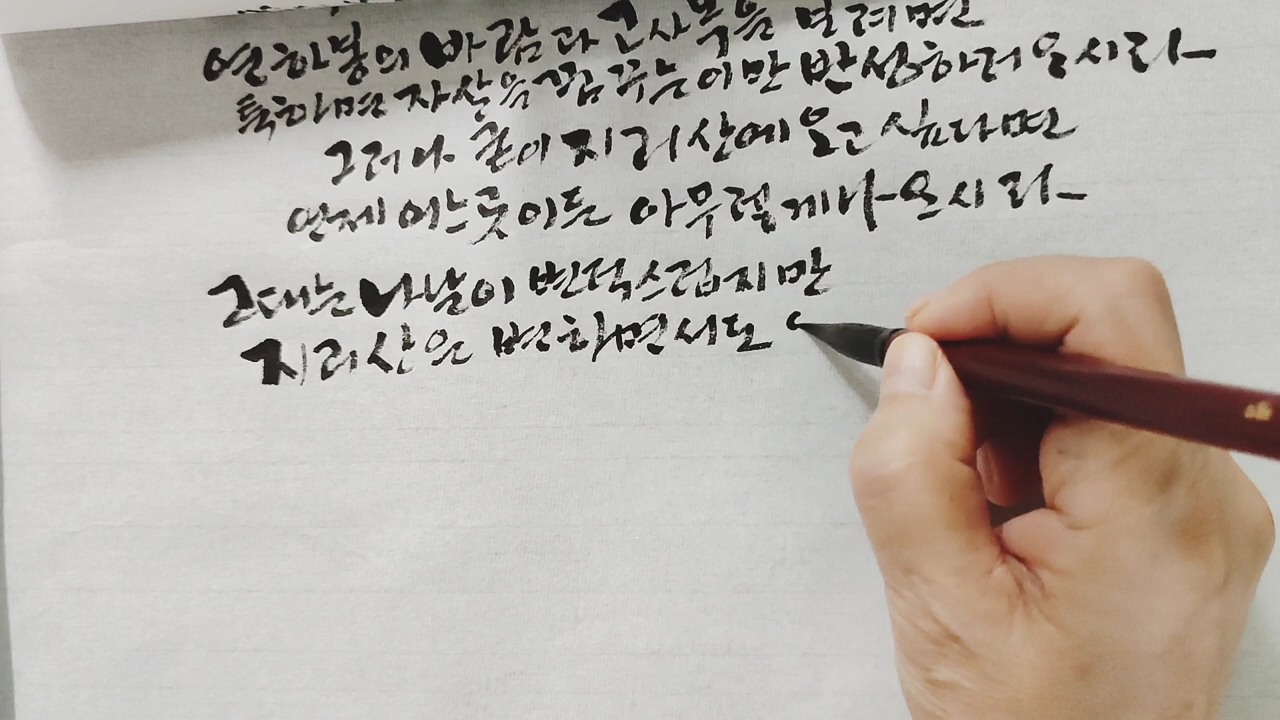 연하봉의 바람과 고사목을 보려면
툭하면 자살을 꿈꾸는 이만 반성하러 오시라
그러나 굳이 지리산에 오고 싶다면
언제 어느 곳이든 아무렇게나 오시라
그대는 나날이 변덕스럽지만
지리산은 변하면서도